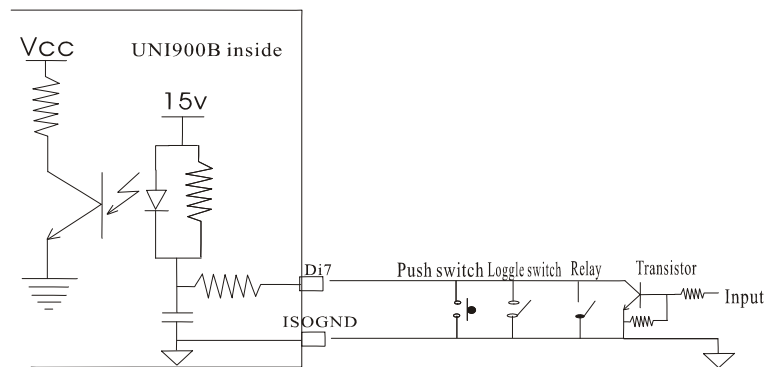 Vcc
UNI900B inside
15v
Di7
Push switch
Loggle switch
Relay
Transistor
Input
ISOGND